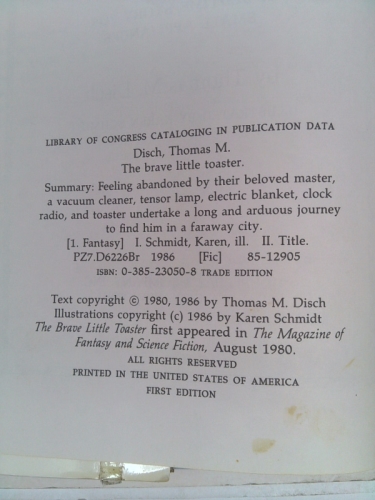 LIBRARY OF CONGRESS CATALOGING IN PUBLICATION DATA
Disch, Thomas M.
The brave little toaster.
Summary: Feeling abandoned by their beloved master,
a vacuum cleaner, tensor lamp, electric blanket, clock
radio, and toaster undertake a long and arduous journey
to find him in a faraway city.
[1. Fantasy] I. Schmidt, Karen, ill. II. Title.
PZ7.D6226Br 1986 [Fic] 85-12905
ISBN: 0-385-23050-8 TRADE EDITION
Text copyright © 1980, 1986 by Thomas M. Disch
Illustrations copyright (c) 1986 by Karen Schmidt
The Brave Little Toaster first appeared in The Magazine of
Fantasy and Science Fiction, August 1980.
ALL RIGHTS RESERVED
PRINTED IN THE UNITED STATES OF AMERICA
FIRST EDITION